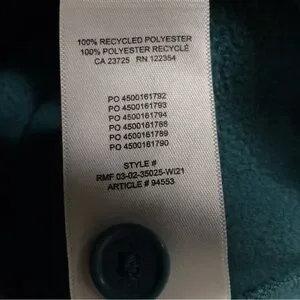 100% RECYCLED POLYESTER
100% POLYESTER RECYCLÉ
CA 23725 RN 122354
PO 4500161792
PO 4500161793
PO 4500161794
PO 4500161788
PO 4500161789
PO 4500161790
STYLE #
RMF 03-02-35025-WI21
ARTICLE # 94553